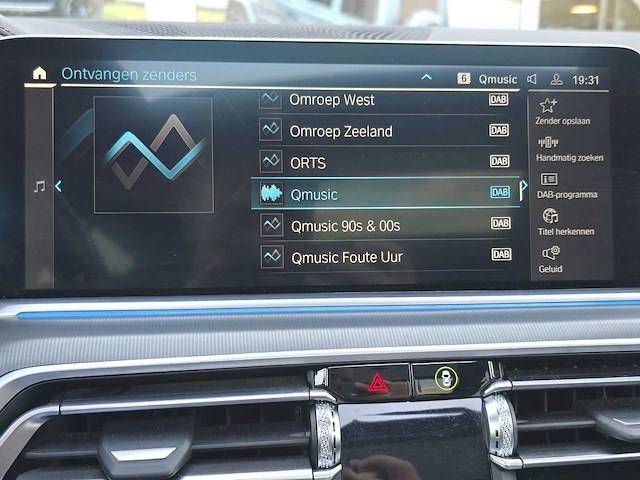 Ontvangen zenders
6 Qmusic 19:31
Omroep West DAB
Omroep Zeeland DAB
ORTS DAB
Qmusic DAB
Qmusic 90s & 00s DAB
Qmusic Foute Uur DAB
Zender opslaan
Handmatig zoeken
DAB-programma
Titel herkennen
Geluid